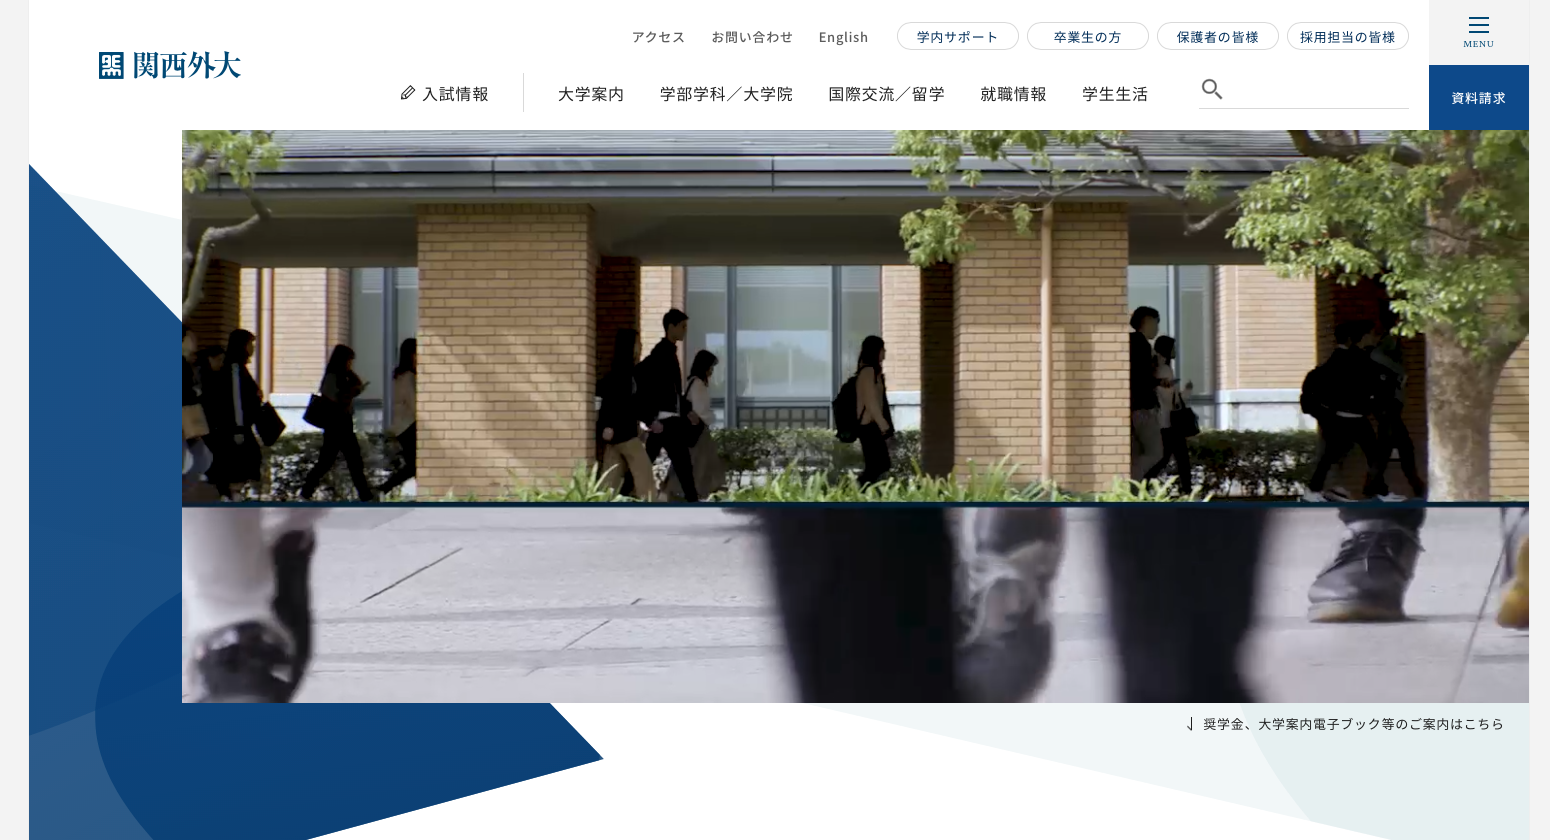 関西外大
アクセス お問い合わせ English 学内サポート 卒業生の方 保護者の皆様 採用担当の皆様
MENU
入試情報 大学案内 学部学科／大学院 国際交流／留学 就職情報 学生生活
資料請求
奨学金、大学案内電子ブック等のご案内はこちら